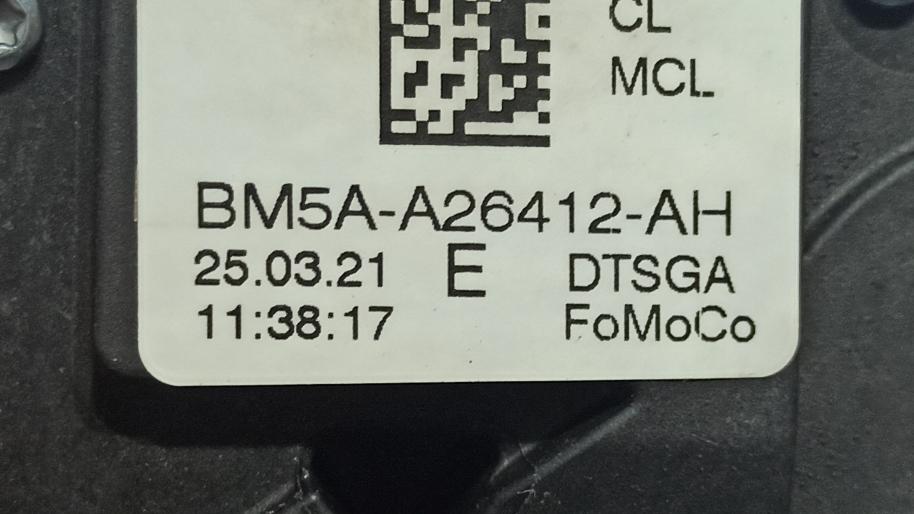 CL
MCL
BM5A-A26412-AH
25.03.21 E DTSGA
11:38:17 FoMoCo